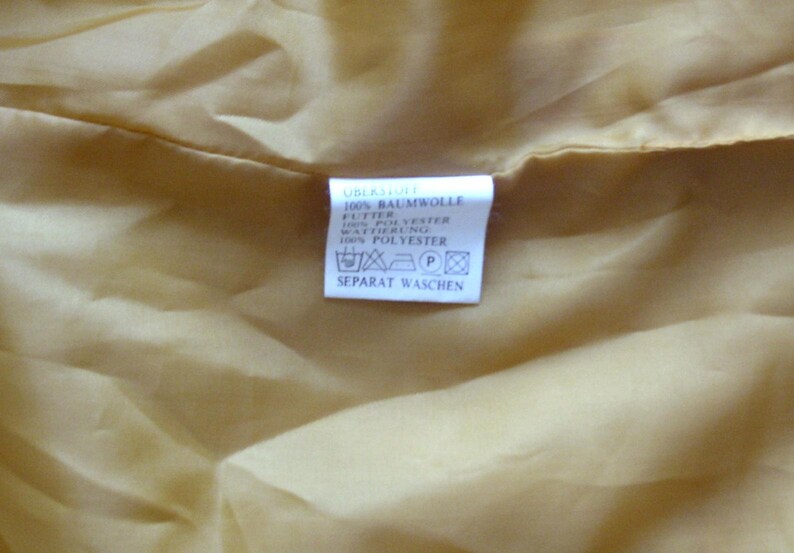 OBERSTOFF
100% BAUMWOLLE
FUTTER:
100% POLYESTER
WATTIERUNG:
100% POLYESTER
P
SEPARAT WASCHEN